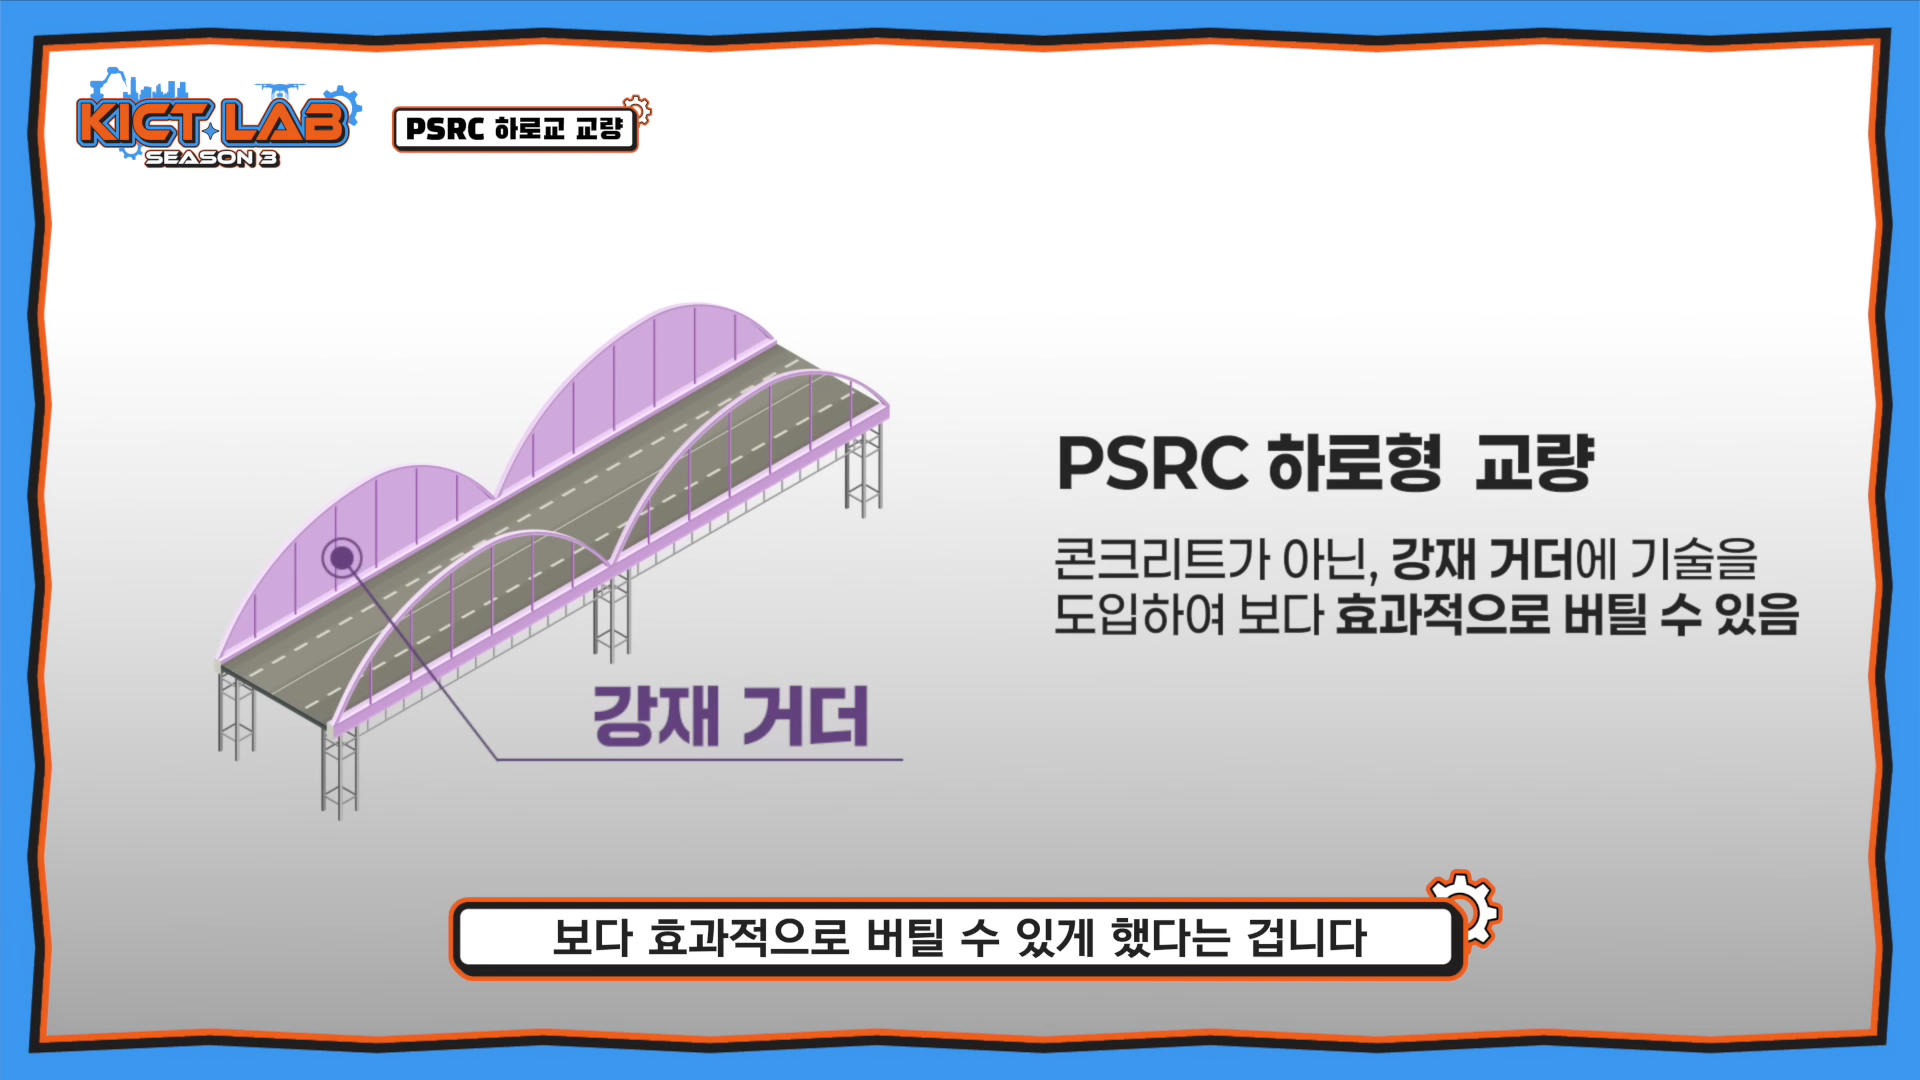 KICT LAB
SEASON 3
PSRC 하로교 교량
PSRC 하로형 교량
콘크리트가 아닌, 강재 거더에 기술을
도입하여 보다 효과적으로 버틸 수 있음
강재 거더
보다 효과적으로 버틸 수 있게 했다는 겁니다